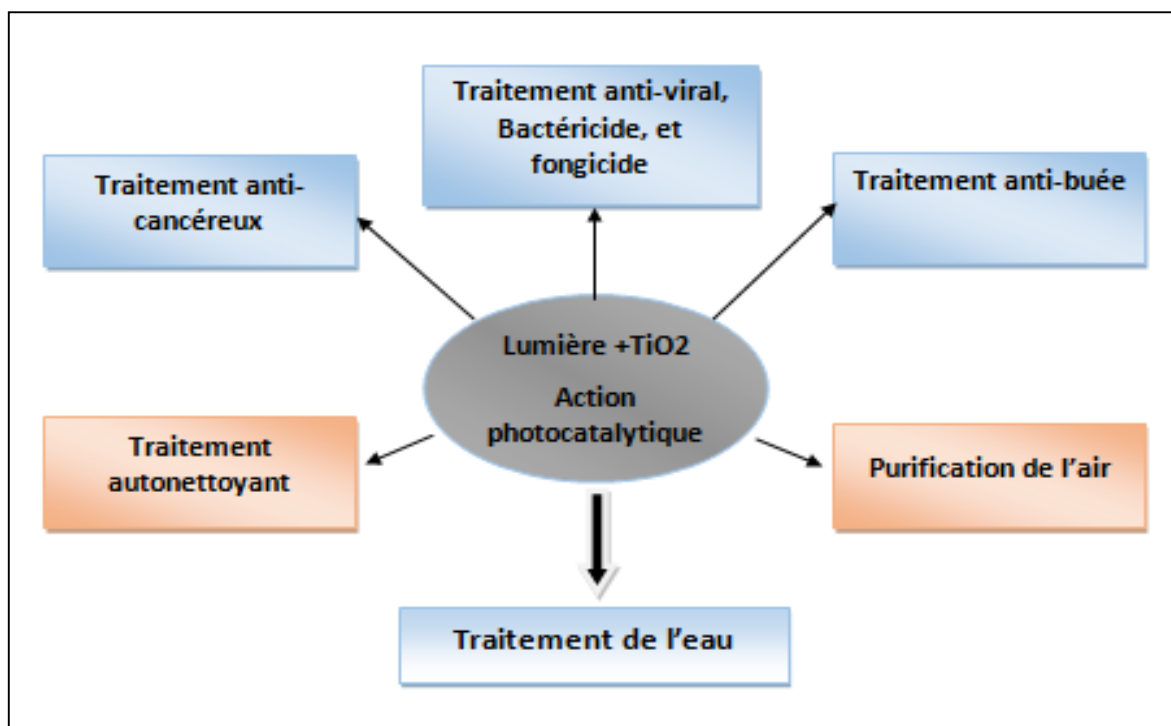 Traitement anti-viral,
Bactéricide, et
fongicide
Traitement anti-
cancéreux
Traitement anti-buée
Lumière +TiO2
Action
photocatalytique
Traitement
autonettoyant
Purification de l'air
Traitement de l'eau